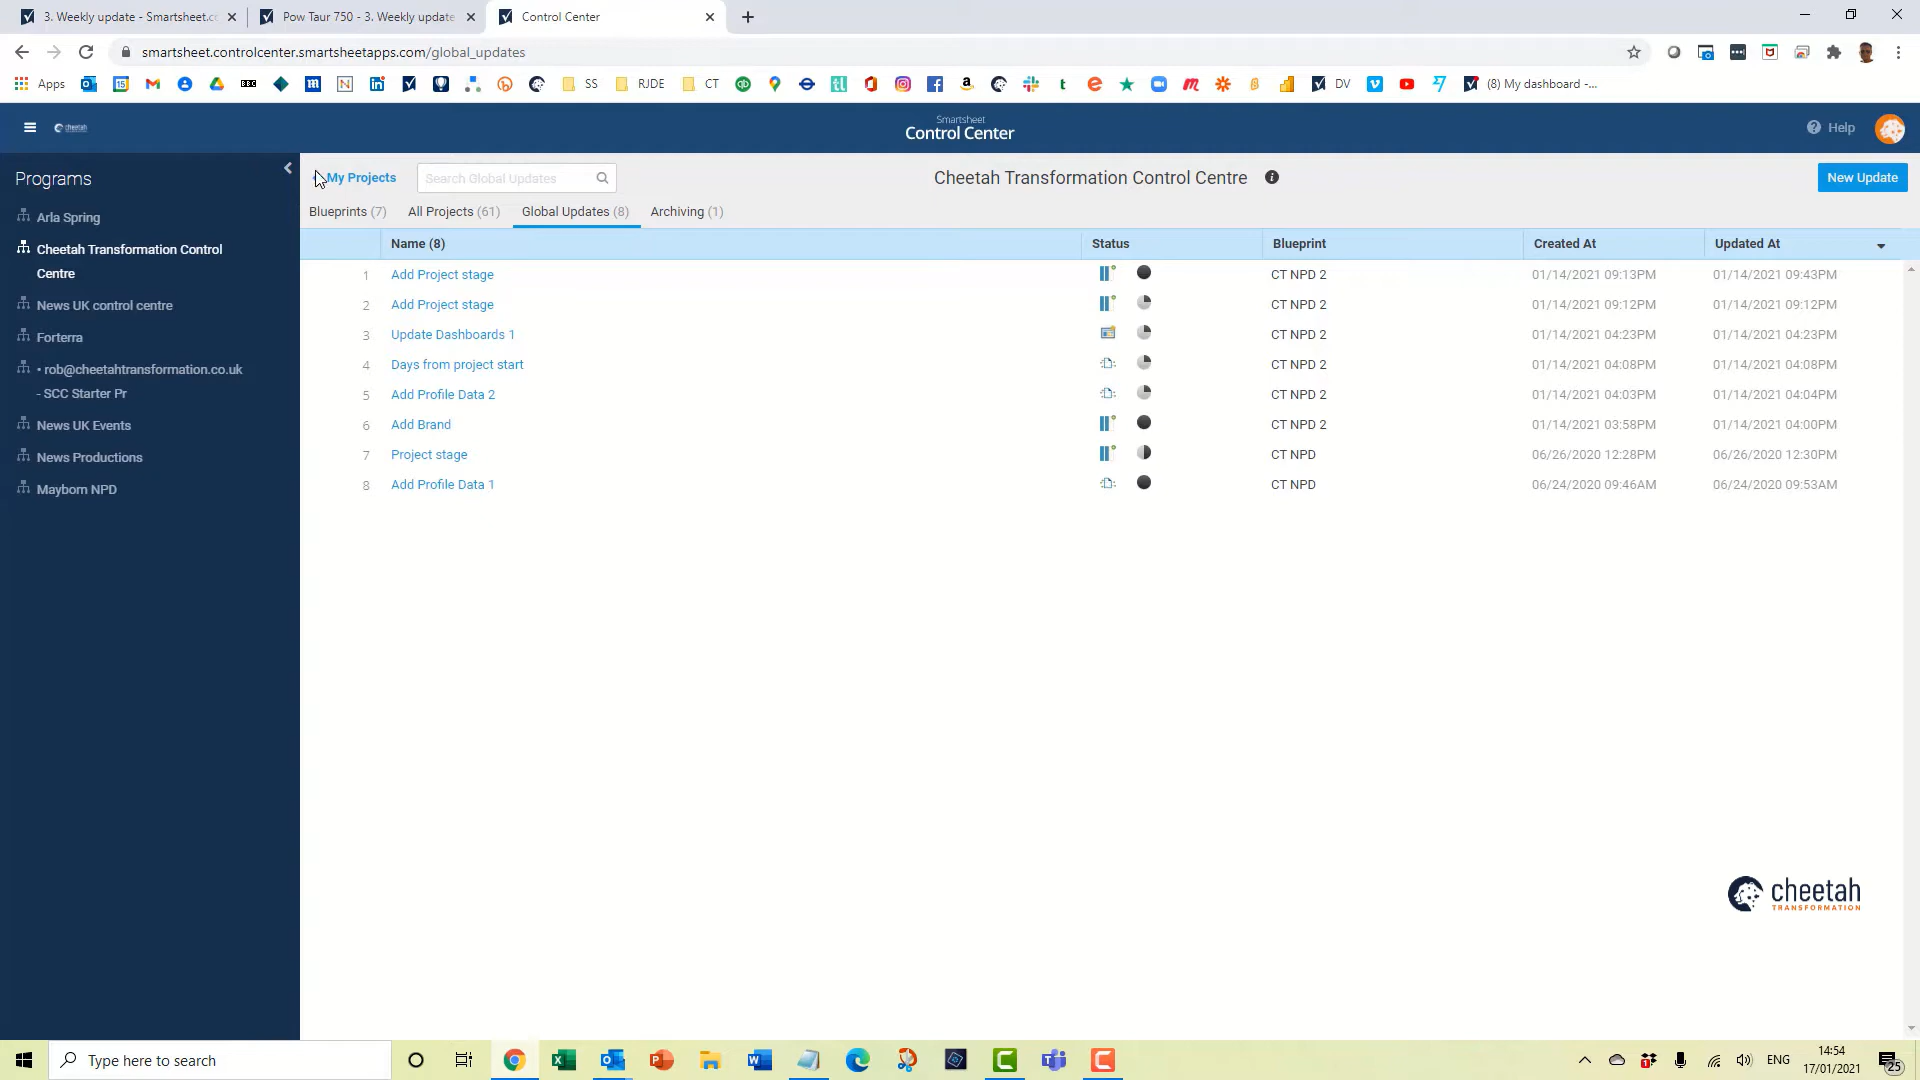 3. Weekly update - Smartsheet.c
Pow Taur 750 - 3. Weekly update
Control Center
smartsheet.controlcenter.smartsheetapps.com/global_updates
Apps
SS
RJDE
CT
DV
(8) My dashboard -...
cheetah
Smartsheet
Control Center
Help
Programs
My Projects
Search Global Updates
Cheetah Transformation Control Centre
New Update
Blueprints (7)
All Projects (61)
Global Updates (8)
Archiving (1)
Arla Spring
Cheetah Transformation Control
Centre
News UK control centre
Forterra
• rob@cheetahtransformation.co.uk
- SCC Starter Pr
News UK Events
News Productions
Mayborn NPD
Name (8) Status Blueprint Created At Updated At
1 Add Project stage CT NPD 2 01/14/2021 09:13PM 01/14/2021 09:43PM
2 Add Project stage CT NPD 2 01/14/2021 09:12PM 01/14/2021 09:12PM
3 Update Dashboards 1 CT NPD 2 01/14/2021 04:23PM 01/14/2021 04:23PM
4 Days from project start CT NPD 2 01/14/2021 04:08PM 01/14/2021 04:08PM
5 Add Profile Data 2 CT NPD 2 01/14/2021 04:03PM 01/14/2021 04:04PM
6 Add Brand CT NPD 2 01/14/2021 03:58PM 01/14/2021 04:00PM
7 Project stage CT NPD 06/26/2020 12:28PM 06/26/2020 12:30PM
8 Add Profile Data 1 CT NPD 06/24/2020 09:46AM 06/24/2020 09:53AM
cheetah
TRANSFORMATION
Type here to search
ENG
14:54
17/01/2021
25